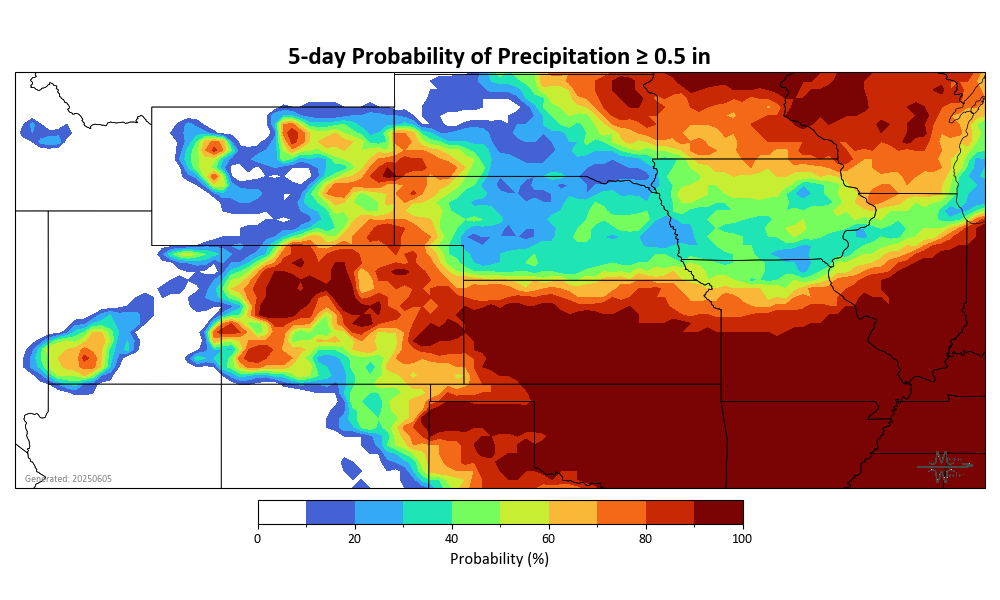 5-day Probability of Precipitation ≥ 0.5 in
Generated: 20250605
0 20 40 60 80 100
Probability (%)